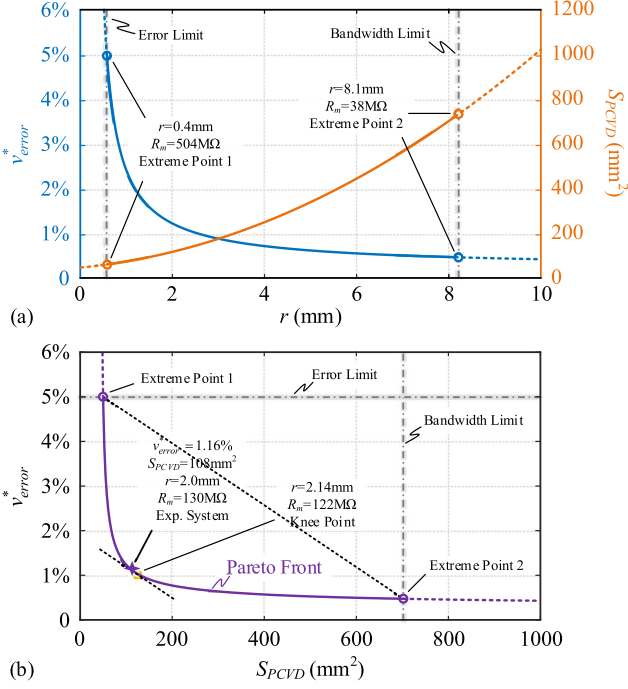 6%
5%
4%
3%
2%
1%
0
v*error
1200
1000
800
600
400
200
0
S_PCVD (mm²)
Error Limit
Bandwidth Limit
r=0.4mm
Rm=504MΩ
Extreme Point 1
r=8.1mm
Rm=38MΩ
Extreme Point 2
0 2 4 6 8 10
r (mm)
(a)
6%
5%
4%
3%
2%
1%
0
v*error
Extreme Point 1
Error Limit
Bandwidth Limit
v*error =1.16%
S_PCVD=108mm²
r=2.0mm
Rm=130MΩ
Exp. System
r=2.14mm
Rm=122MΩ
Knee Point
Pareto Front
Extreme Point 2
0 200 400 600 800 1000
S_PCVD (mm²)
(b)